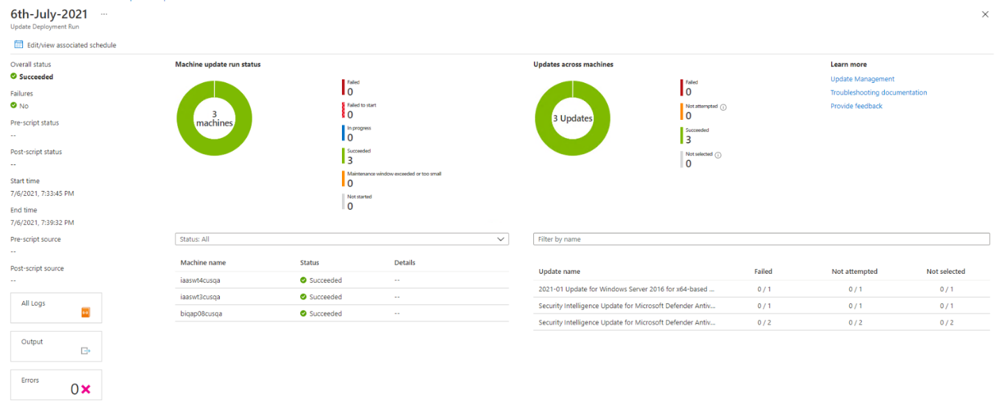 6th-July-2021 ...
Update Deployment Run
Edit/view associated schedule
Overall status
Succeeded
Failures
No
Pre-script status
--
Post-script status
--
Start time
7/6/2021, 7:33:45 PM
End time
7/6/2021, 7:39:32 PM
Pre-script source
--
Post-script source
--
All Logs
Output
Errors
0
Machine update run status
3
machines
Failed
0
Failed to start
0
In progress
0
Succeeded
3
Maintenance window exceeded or too small
0
Not started
0
Status: All
Machine name Status Details
iaaswt4cusqa Succeeded --
iaaswt3cusqa Succeeded --
biqap08cusqa Succeeded --
Updates across machines
3 Updates
Failed
0
Not attempted
0
Succeeded
3
Not selected
0
Filter by name
Update name Failed Not attempted Not selected
2021-01 Update for Windows Server 2016 for x64-based ... 0 / 1 0 / 1 0 / 1
Security Intelligence Update for Microsoft Defender Antiv... 0 / 1 0 / 1 0 / 1
Security Intelligence Update for Microsoft Defender Antiv... 0 / 2 0 / 2 0 / 2
Learn more
Update Management
Troubleshooting documentation
Provide feedback